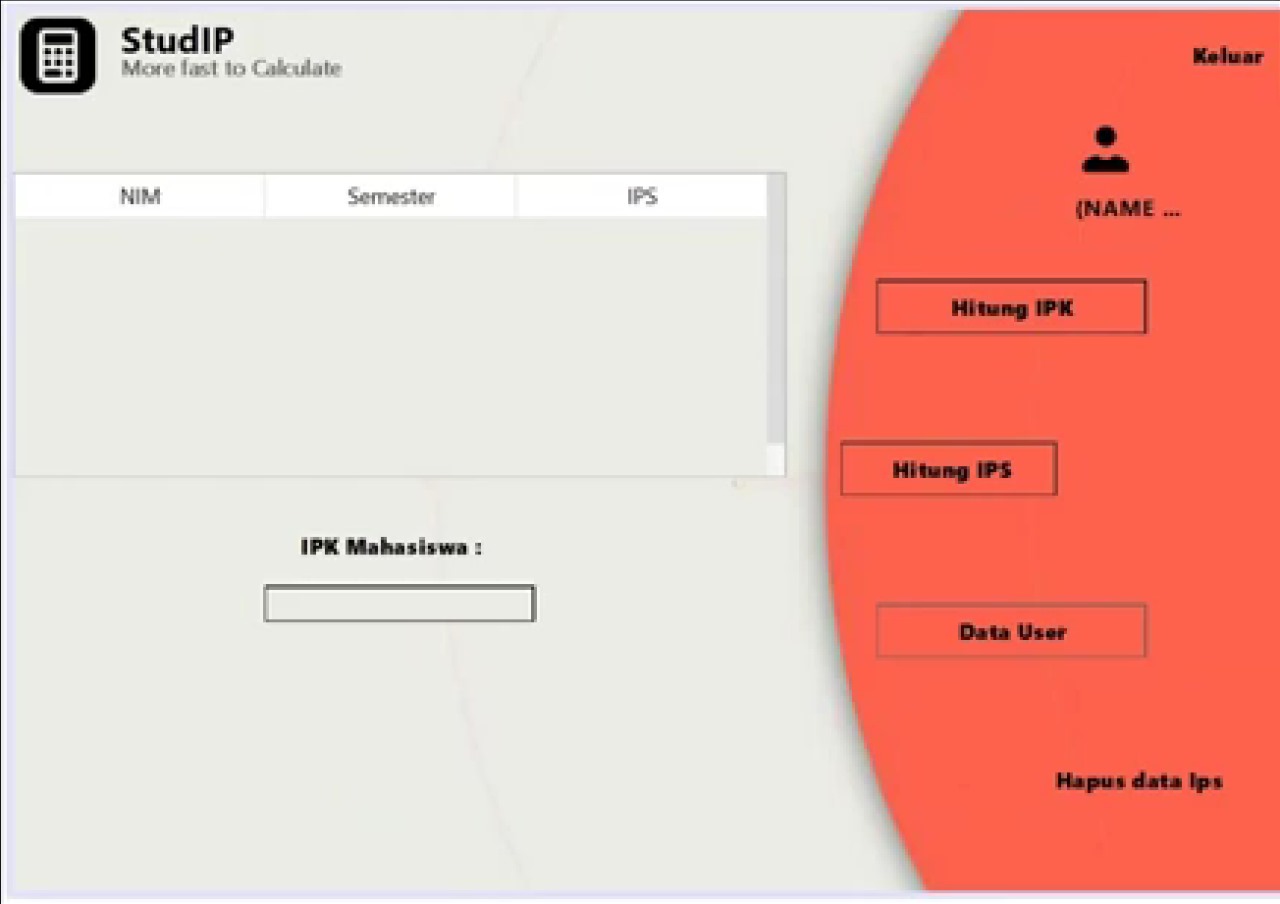 StudIP
More fast to Calculate
Keluar
(NAME ...
NIM Semester IPS
Hitung IPK
Hitung IPS
IPK Mahasiswa :
Data User
Hapus data Ips